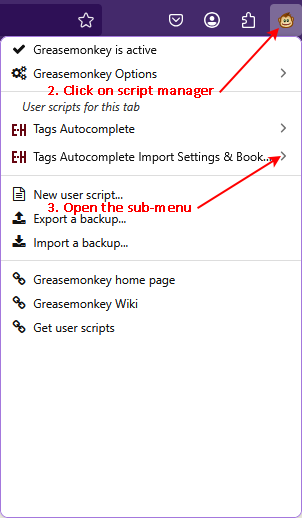 Greasemonkey is active
Greasemonkey Options
2. Click on script manager
User scripts for this tab
E-H Tags Autocomplete
E-H Tags Autocomplete Import Settings & Book...
New user script...
3. Open the sub-menu
Export a backup...
Import a backup...
Greasemonkey home page
Greasemonkey Wiki
Get user scripts